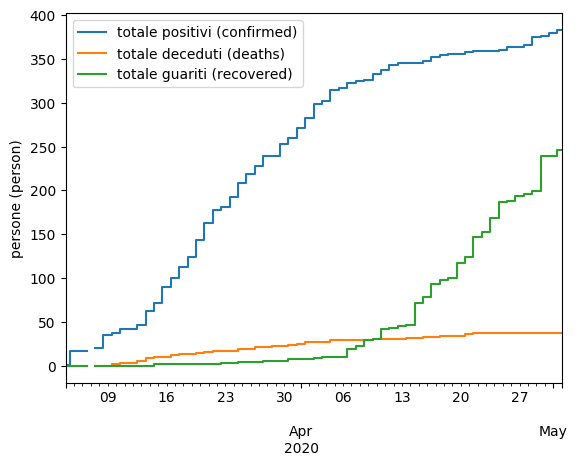 400
350
300
250
200
150
100
50
0
persone (person)
totale positivi (confirmed)
totale deceduti (deaths)
totale guariti (recovered)
09 16 23 30 06 13 20 27
Apr May
2020